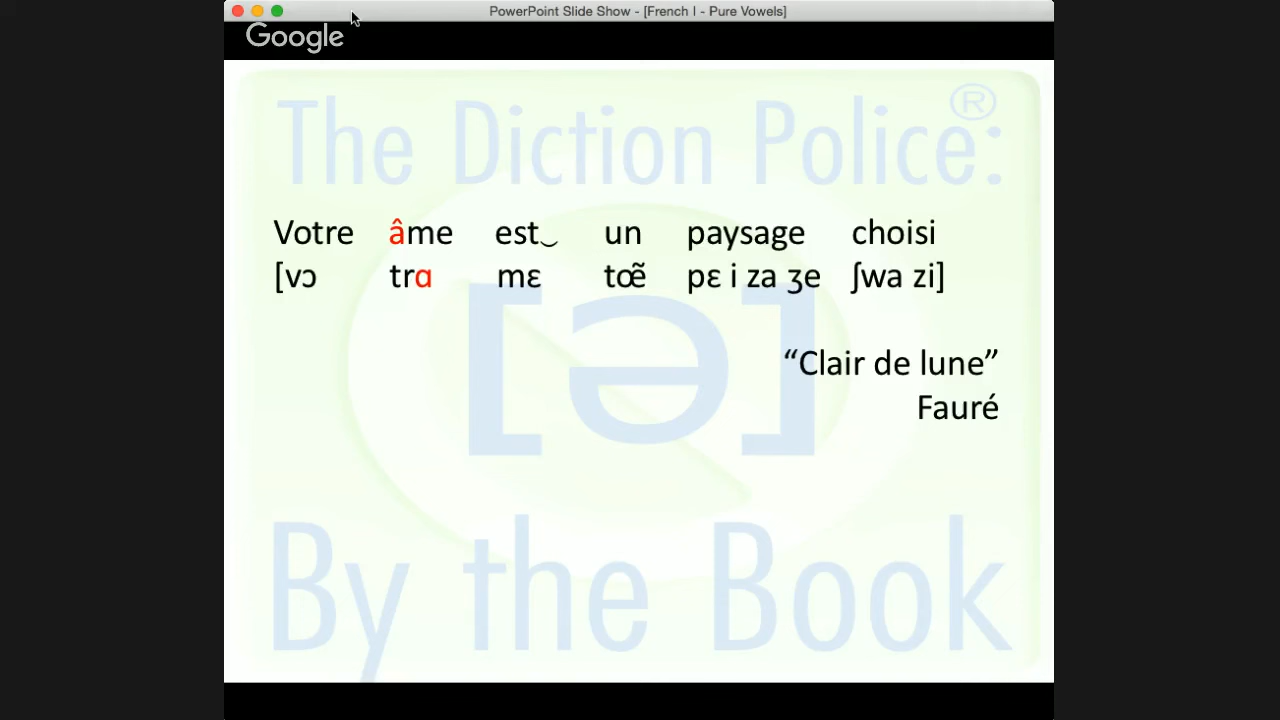 PowerPoint Slide Show - [French I - Pure Vowels]
Google
The Diction Police®:
Votre âme est‿ un paysage choisi
[vɔ trɑ mɛ tœ̃ pɛ i za ʒe ʃwa zi]
[ə]
“Clair de lune”
Fauré
By the Book